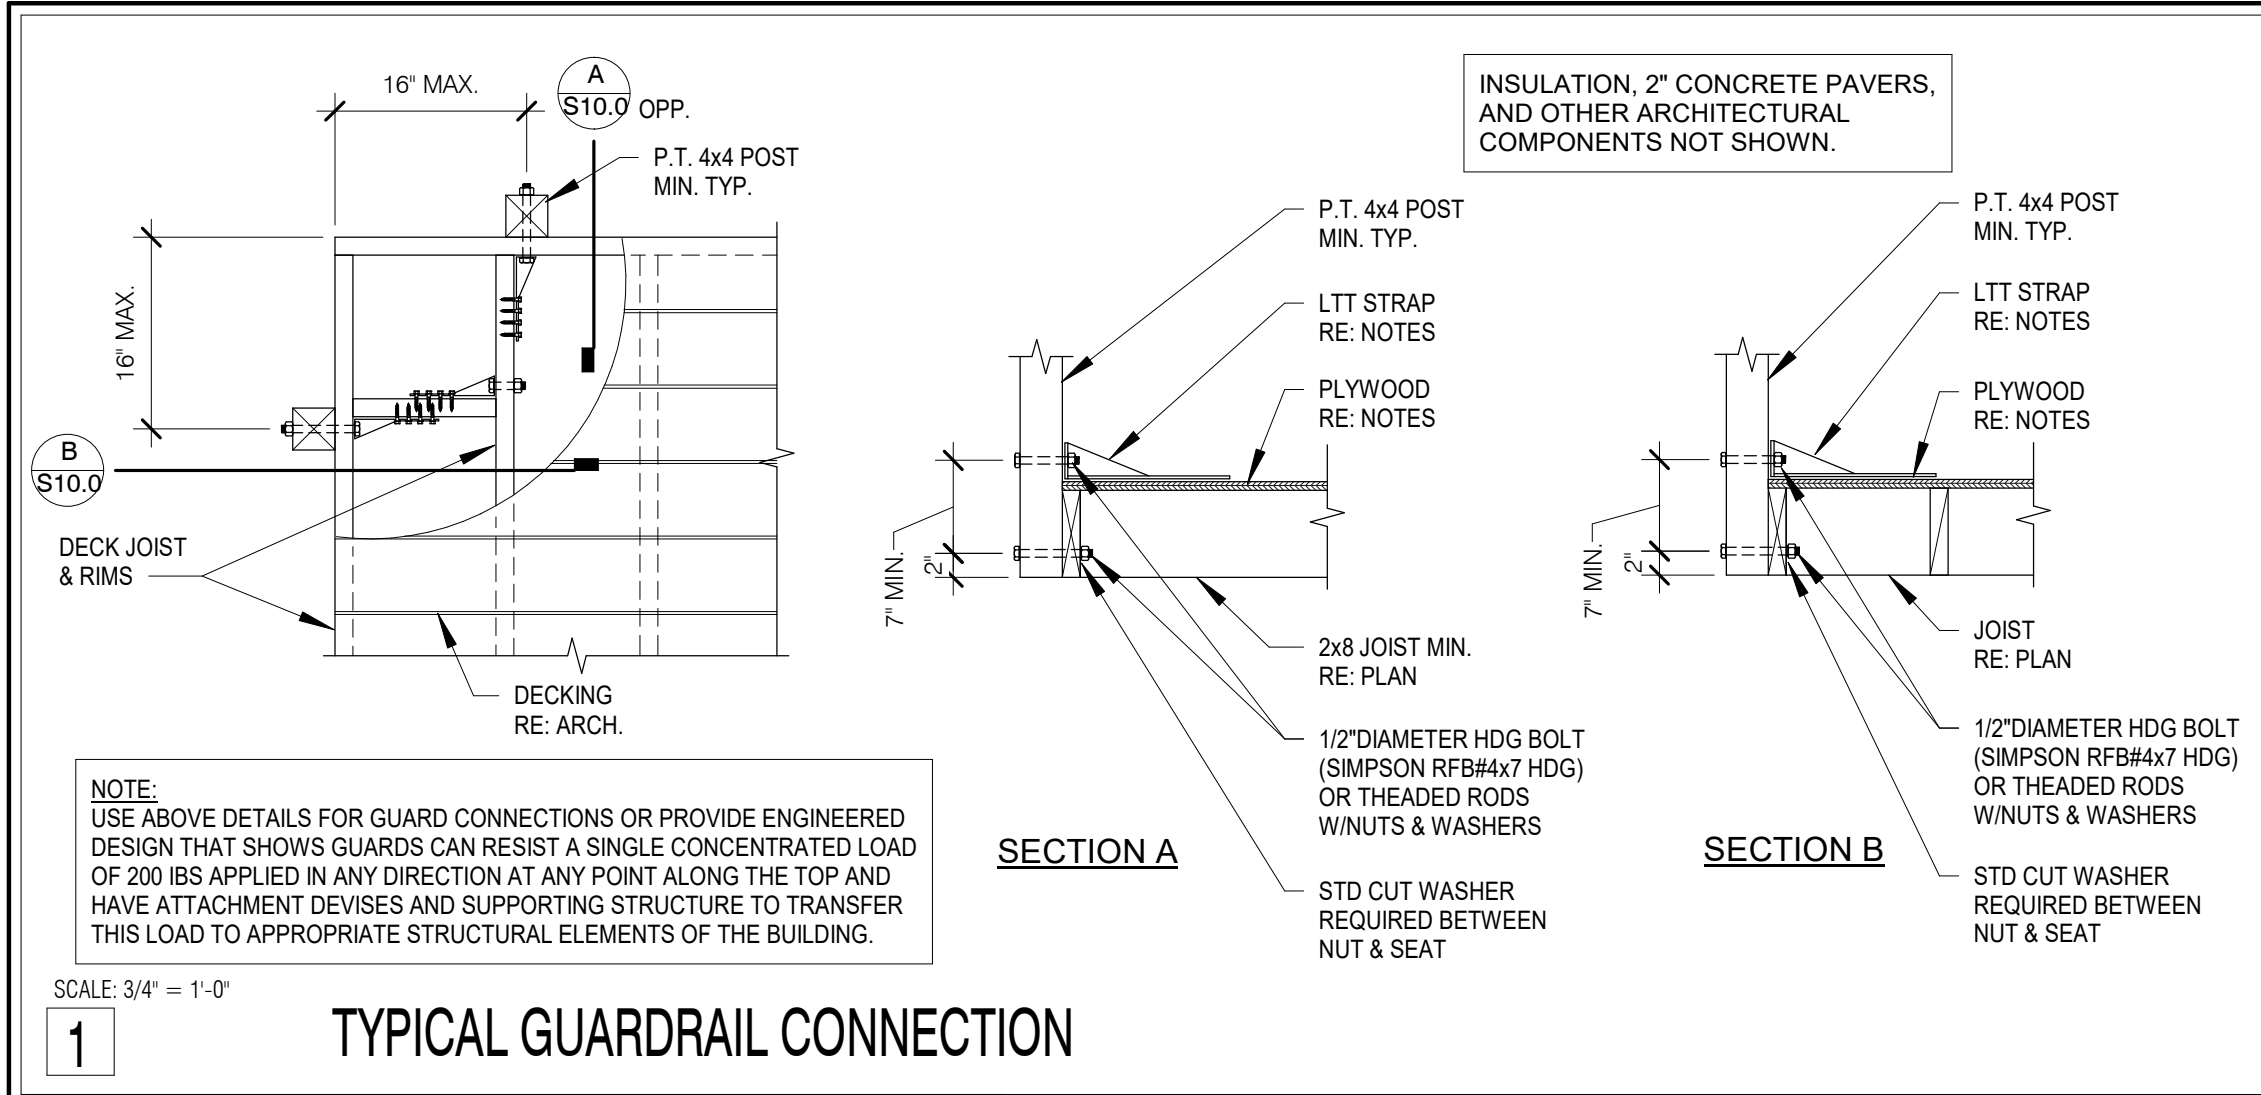 16" MAX.
A
S10.0
OPP.
P.T. 4x4 POST
MIN. TYP.
16" MAX.
B
S10.0
DECK JOIST
& RIMS
DECKING
RE: ARCH.
INSULATION, 2" CONCRETE PAVERS,
AND OTHER ARCHITECTURAL
COMPONENTS NOT SHOWN.
P.T. 4x4 POST
MIN. TYP.
LTT STRAP
RE: NOTES
PLYWOOD
RE: NOTES
7" MIN.
2"
2x8 JOIST MIN.
RE: PLAN
1/2"DIAMETER HDG BOLT
(SIMPSON RFB#4x7 HDG)
OR THEADED RODS
W/NUTS & WASHERS
STD CUT WASHER
REQUIRED BETWEEN
NUT & SEAT
SECTION A
P.T. 4x4 POST
MIN. TYP.
LTT STRAP
RE: NOTES
PLYWOOD
RE: NOTES
7" MIN.
2"
JOIST
RE: PLAN
1/2"DIAMETER HDG BOLT
(SIMPSON RFB#4x7 HDG)
OR THEADED RODS
W/NUTS & WASHERS
STD CUT WASHER
REQUIRED BETWEEN
NUT & SEAT
SECTION B
NOTE:
USE ABOVE DETAILS FOR GUARD CONNECTIONS OR PROVIDE ENGINEERED
DESIGN THAT SHOWS GUARDS CAN RESIST A SINGLE CONCENTRATED LOAD
OF 200 IBS APPLIED IN ANY DIRECTION AT ANY POINT ALONG THE TOP AND
HAVE ATTACHMENT DEVISES AND SUPPORTING STRUCTURE TO TRANSFER
THIS LOAD TO APPROPRIATE STRUCTURAL ELEMENTS OF THE BUILDING.
SCALE: 3/4" = 1'-0"
1
TYPICAL GUARDRAIL CONNECTION